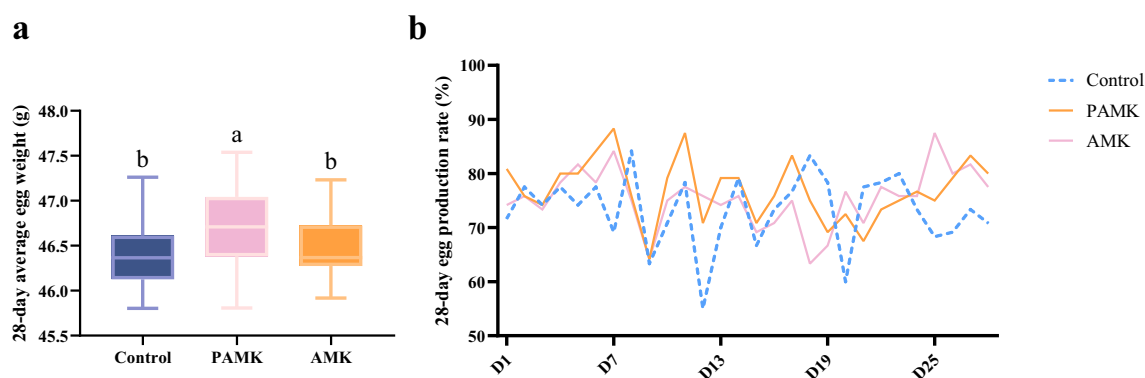 a
28-day average egg weight (g)
48.0
47.5
47.0
46.5
46.0
45.5
b
a
b
Control
PAMK
AMK
b
28-day egg production rate (%)
100
90
80
70
60
50
D1
D7
D13
D19
D25
Control
PAMK
AMK